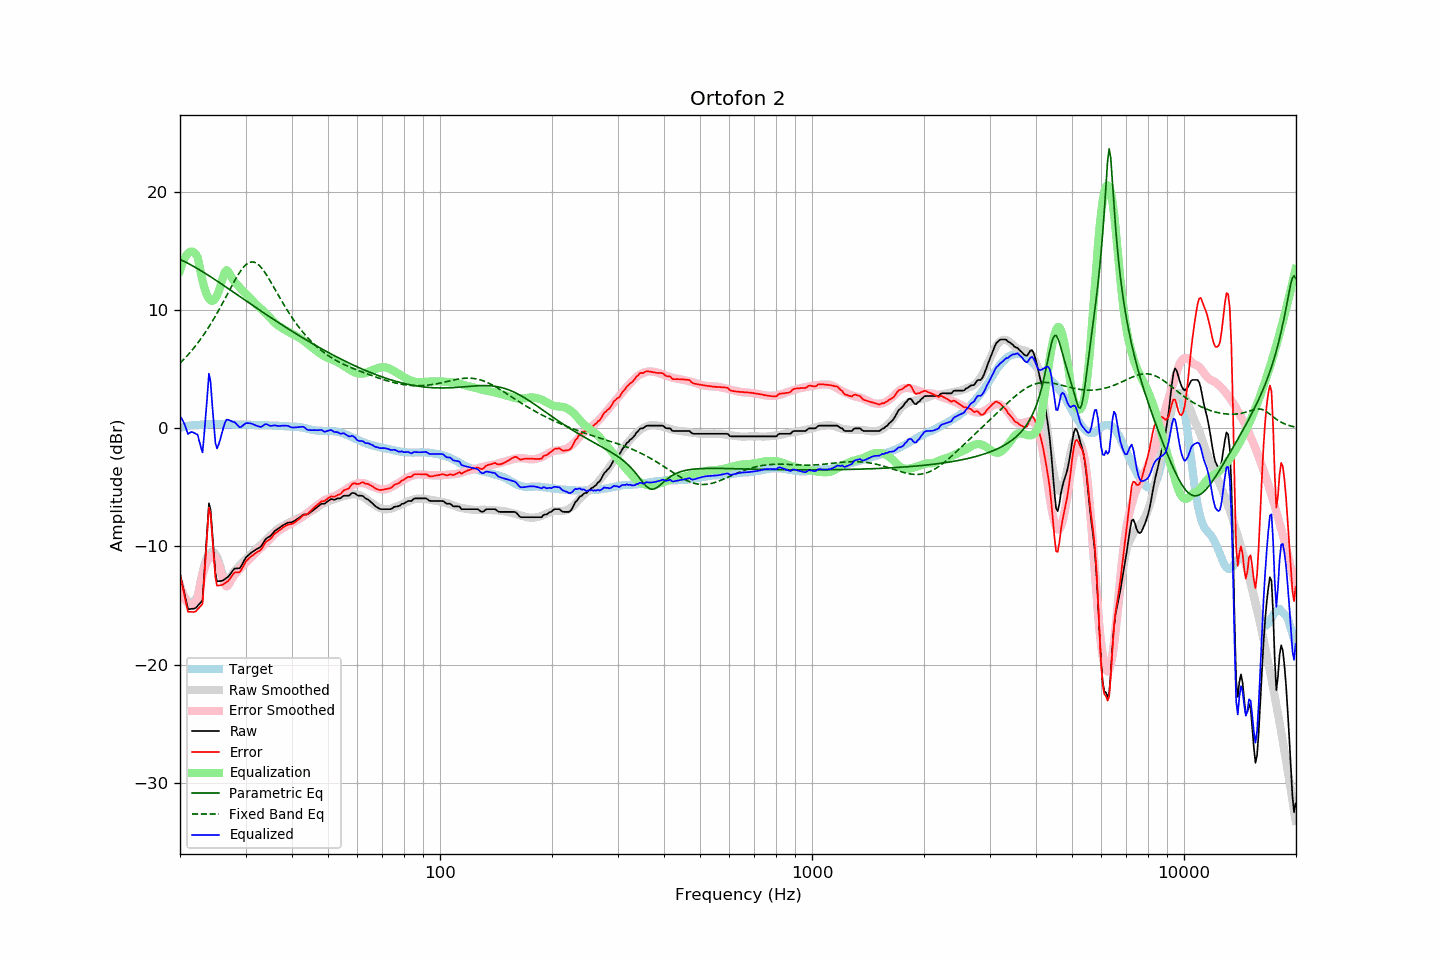 Ortofon 2
Amplitude (dBr)
20
10
0
−10
−20
−30
Target
Raw Smoothed
Error Smoothed
Raw
Error
Equalization
Parametric Eq
Fixed Band Eq
Equalized
100
1000
10000
Frequency (Hz)